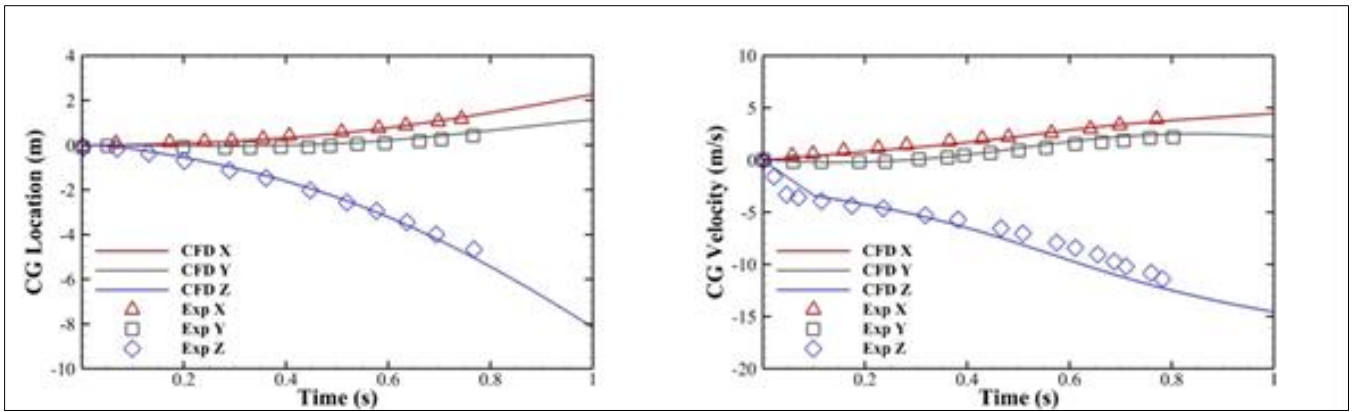 4
2
0
-2
-4
-6
-8
-10
CG Location (m)
CFD X
CFD Y
CFD Z
Exp X
Exp Y
Exp Z
0.2 0.4 0.6 0.8 1
Time (s)
10
5
0
-5
-10
-15
-20
CG Velocity (m/s)
CFD X
CFD Y
CFD Z
Exp X
Exp Y
Exp Z
0.2 0.4 0.6 0.8 1
Time (s)